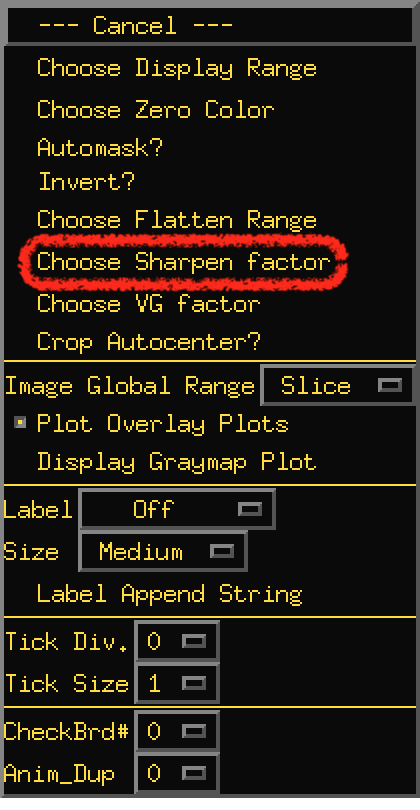 --- Cancel ---
Choose Display Range
Choose Zero Color
Automask?
Invert?
Choose Flatten Range
Choose Sharpen factor
Choose VG factor
Crop Autocenter?
Image Global Range Slice
Plot Overlay Plots
Display Graymap Plot
Label Off
Size Medium
Label Append String
Tick Div. 0
Tick Size 1
CheckBrd# 0
Anim_Dup 0